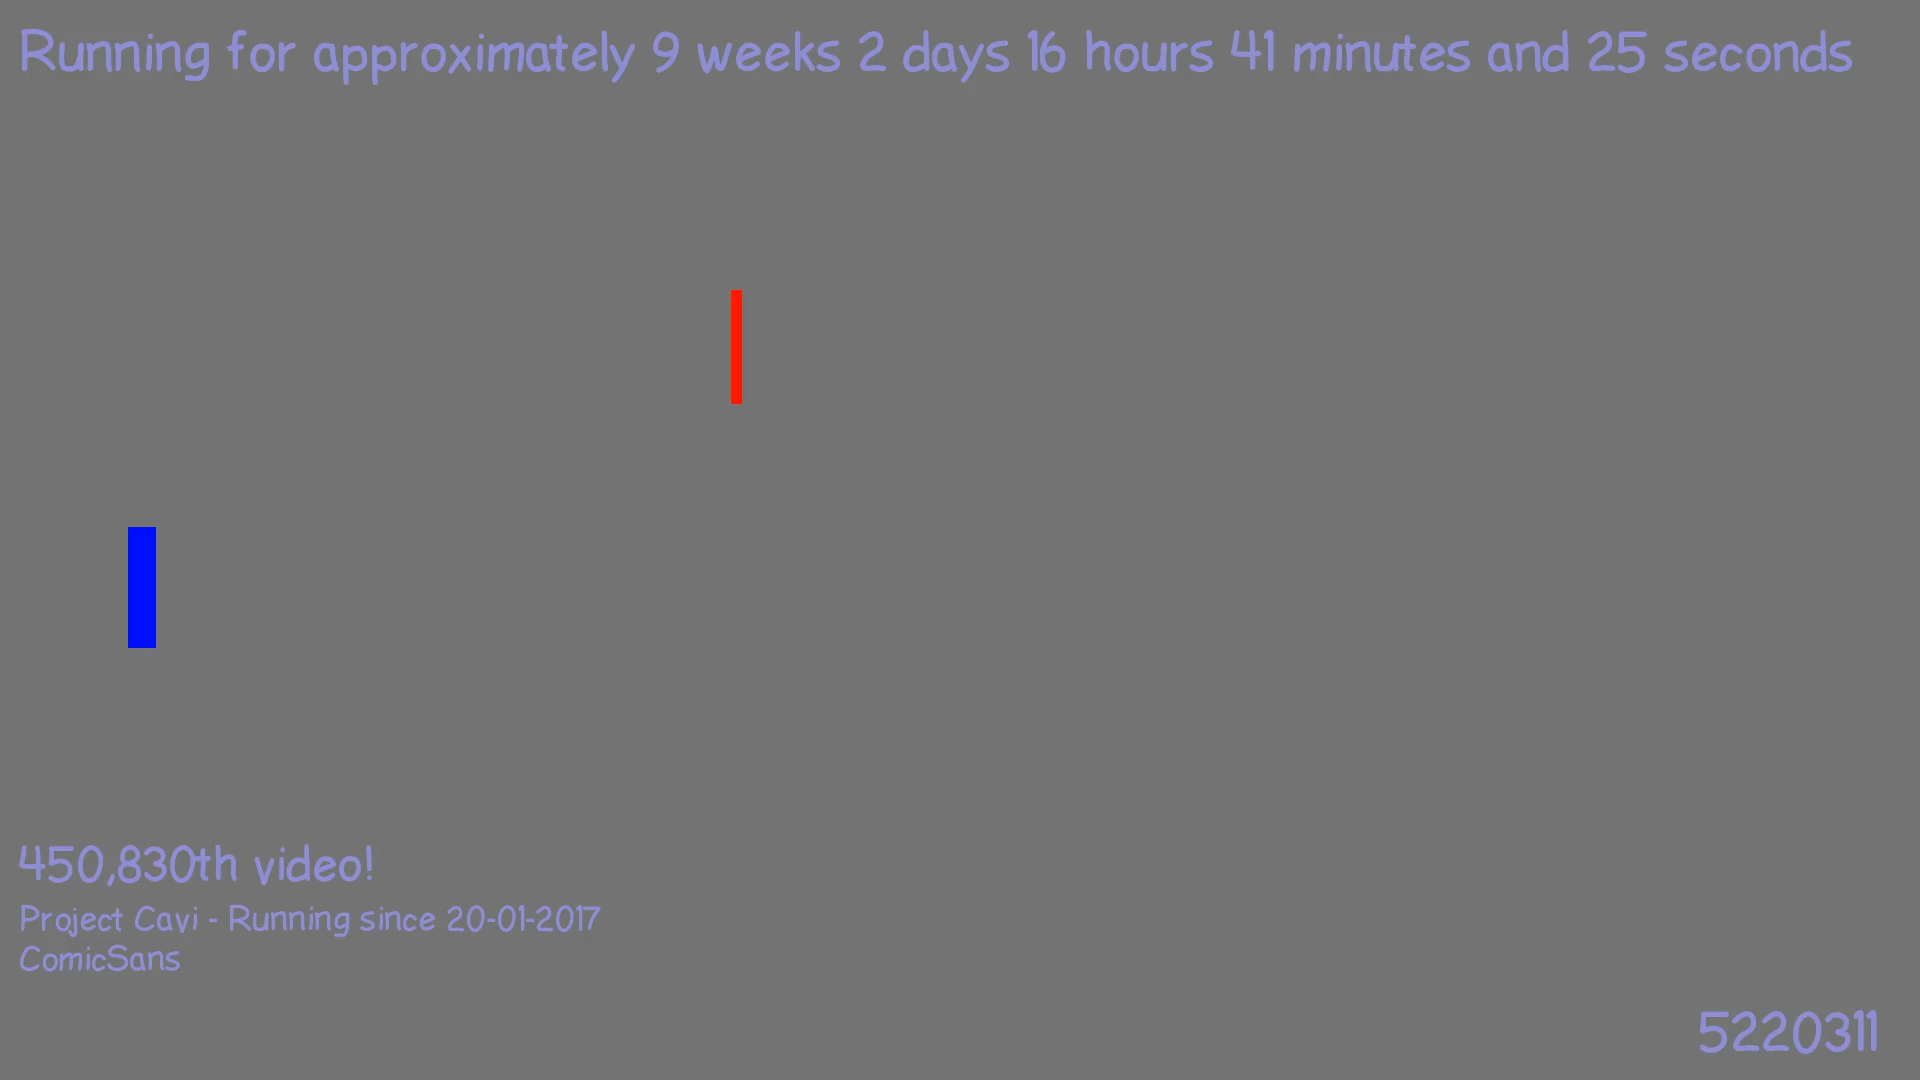 Running for approximately 9 weeks 2 days 16 hours 41 minutes and 25 seconds
450,830th video!
Project Cavi - Running since 20-01-2017
ComicSans
5220311